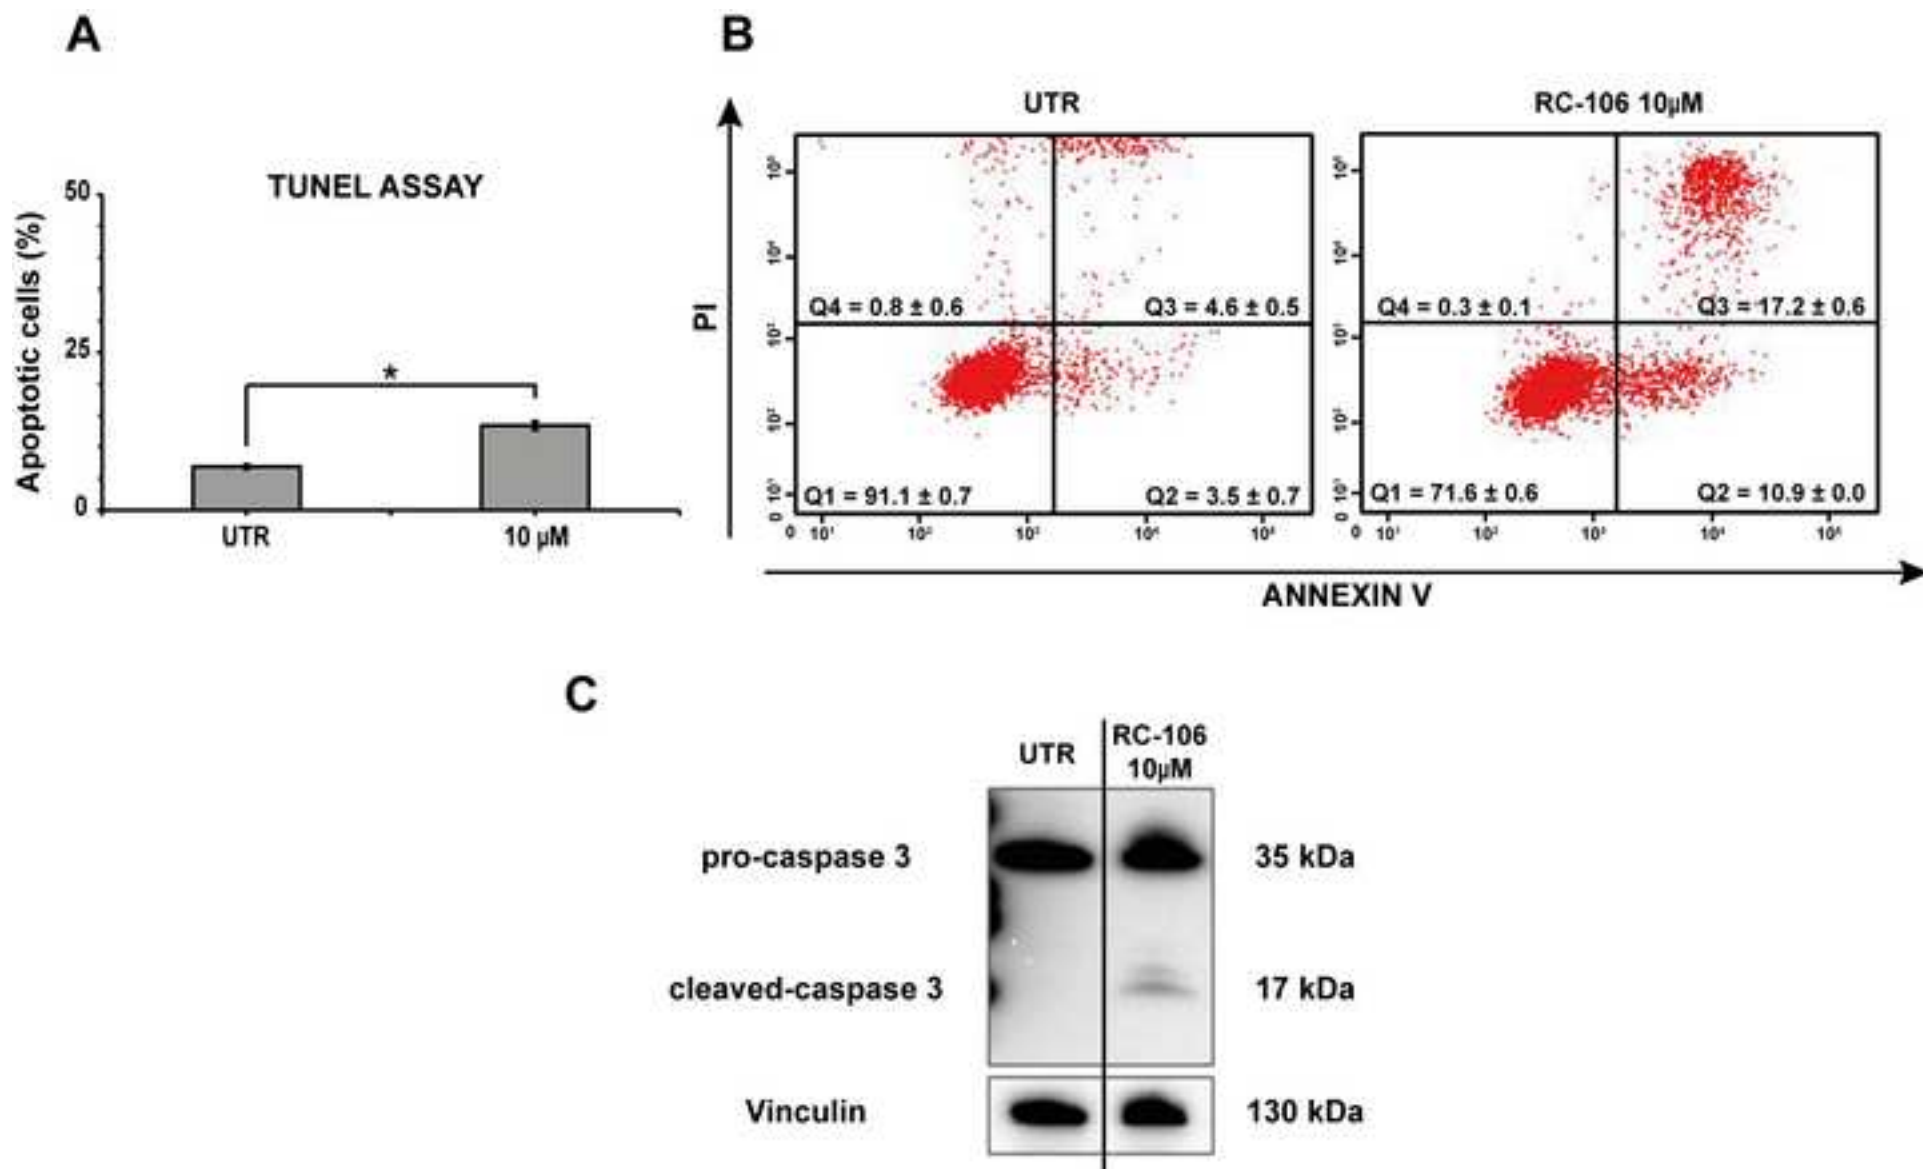 A
TUNEL ASSAY
Apoptotic cells (%)
50
25
0
*
UTR
10 µM
B
UTR
RC-106 10µM
PI
Q4 = 0.8 ± 0.6
Q3 = 4.6 ± 0.5
Q1 = 91.1 ± 0.7
Q2 = 3.5 ± 0.7
Q4 = 0.3 ± 0.1
Q3 = 17.2 ± 0.6
Q1 = 71.6 ± 0.6
Q2 = 10.9 ± 0.0
ANNEXIN V
C
UTR
RC-106
10µM
pro-caspase 3
35 kDa
cleaved-caspase 3
17 kDa
Vinculin
130 kDa